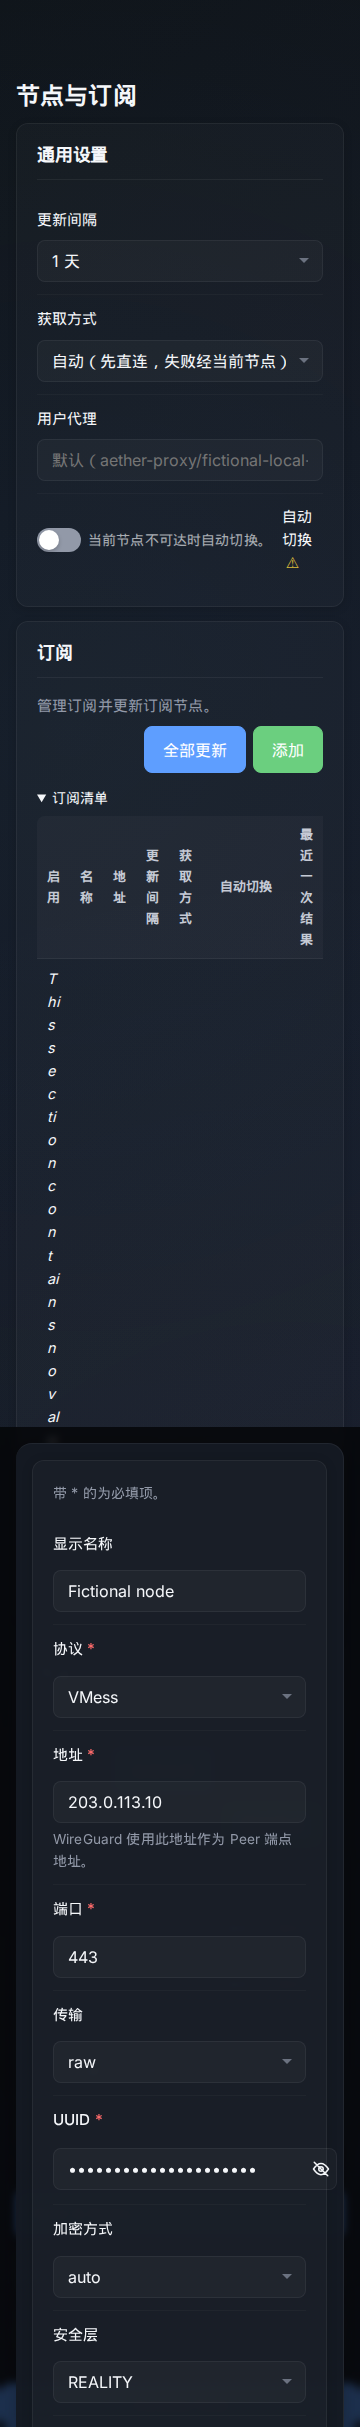 节点与订阅
通用设置
更新间隔
1 天
获取方式
自动（先直连，失败经当前节点）
用户代理
默认（aether-proxy/fictional-local-
当前节点不可达时自动切换。
自动
切换
⚠
订阅
管理订阅并更新订阅节点。
全部更新 添加
▼ 订阅清单
启用 名称 地址 更新间隔 获取方式 自动切换 最近一次结果
T
hi
s
s
e
c
ti
o
n
c
o
n
t
ai
n
s
n
o
v
al
带 * 的为必填项。
显示名称
Fictional node
协议 *
VMess
地址 *
203.0.113.10
WireGuard 使用此地址作为 Peer 端点
地址。
端口 *
443
传输
raw
UUID *
•••••••••••••••••••••
加密方式
auto
安全层
REALITY